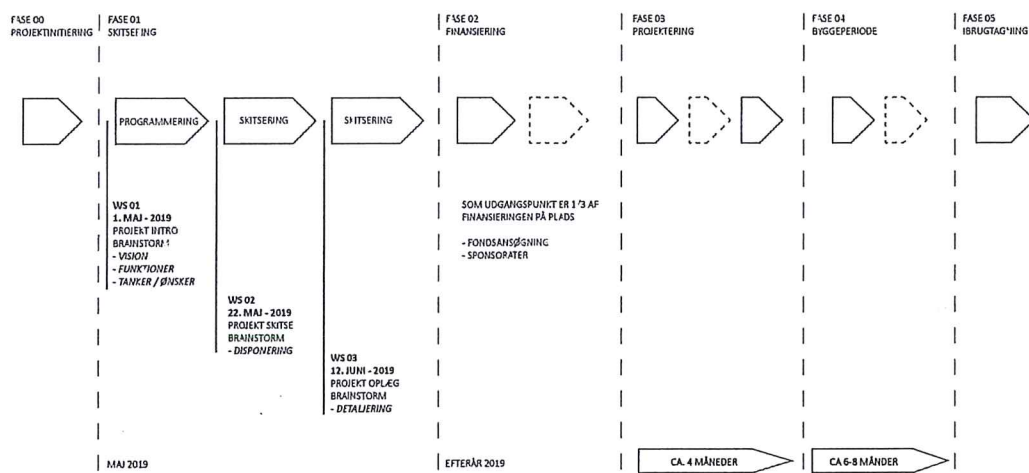 FASE 00
PROJEKTINITIERING
FASE 01
SKITSERING
FASE 02
FINANSIERING
FASE 03
PROJEKTERING
FASE 04
BYGGEPERIODE
FASE 05
IBRUGTAGNING
PROGRAMMERING
SKITSERING
SKITSERING
WS 01
1. MAJ - 2019
PROJEKT INTRO
BRAINSTORM
- VISION
- FUNKTIONER
- TANKER / ØNSKER
WS 02
22. MAJ - 2019
PROJEKT SKITSE
BRAINSTORM
- DISPONERING
WS 03
12. JUNI - 2019
PROJEKT OPLÆG
BRAINSTORM
- DETALJERING
SOM UDGANGSPUNKT ER 1/3 AF
FINANSIERINGEN PÅ PLADS
- FONDSANSØGNING
- SPONSORATER
MAJ 2019
EFTERÅR 2019
CA. 4 MÅNEDER
CA 6-8 MÅNDER